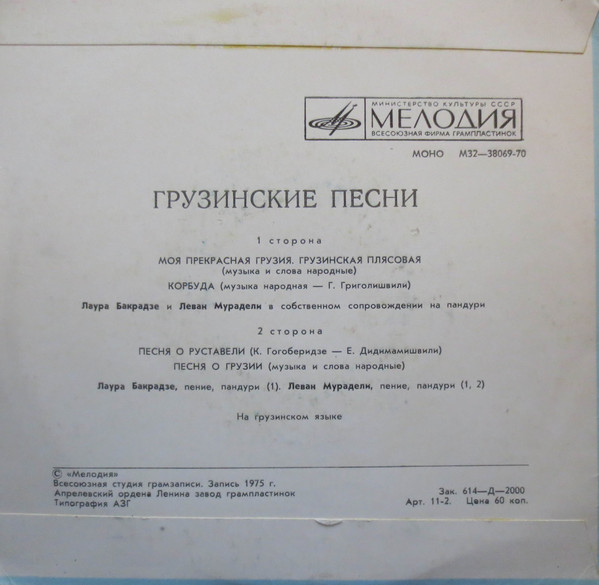 МИНИСТЕРСТВО КУЛЬТУРЫ СССР
МЕЛОДИЯ
ВСЕСОЮЗНАЯ ФИРМА ГРАМПЛАСТИНОК
МОНО М32—38069-70
ГРУЗИНСКИЕ ПЕСНИ
1 сторона
МОЯ ПРЕКРАСНАЯ ГРУЗИЯ. ГРУЗИНСКАЯ ПЛЯСОВАЯ
(музыка и слова народные)
КОРБУДА (музыка народная — Г. Григолишвили)
Лаура Бакрадзе и Леван Мурадели в собственном сопровождении на пандури
2 сторона
ПЕСНЯ О РУСТАВЕЛИ (К. Гогоберидзе — Е. Дидимамишвили)
ПЕСНЯ О ГРУЗИИ (музыка и слова народные)
Лаура Бакрадзе, пение, пандури (1). Леван Мурадели, пение, пандури (1, 2)
На грузинском языке
© «Мелодия»
Всесоюзная студия грамзаписи. Запись 1975 г.
Апрелевский ордена Ленина завод грампластинок
Типография АЗГ
Зак. 614—Д—2000
Арт. 11-2. Цена 60 коп.